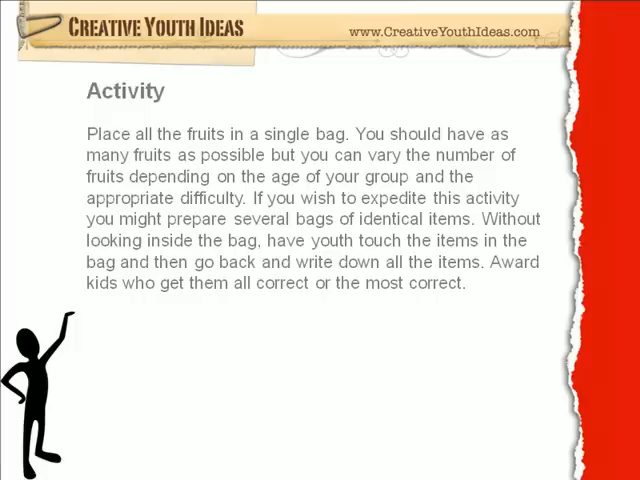 CREATIVE YOUTH IDEAS
www.CreativeYouthIdeas.com
Activity
Place all the fruits in a single bag. You should have as
many fruits as possible but you can vary the number of
fruits depending on the age of your group and the
appropriate difficulty. If you wish to expedite this activity
you might prepare several bags of identical items. Without
looking inside the bag, have youth touch the items in the
bag and then go back and write down all the items. Award
kids who get them all correct or the most correct.